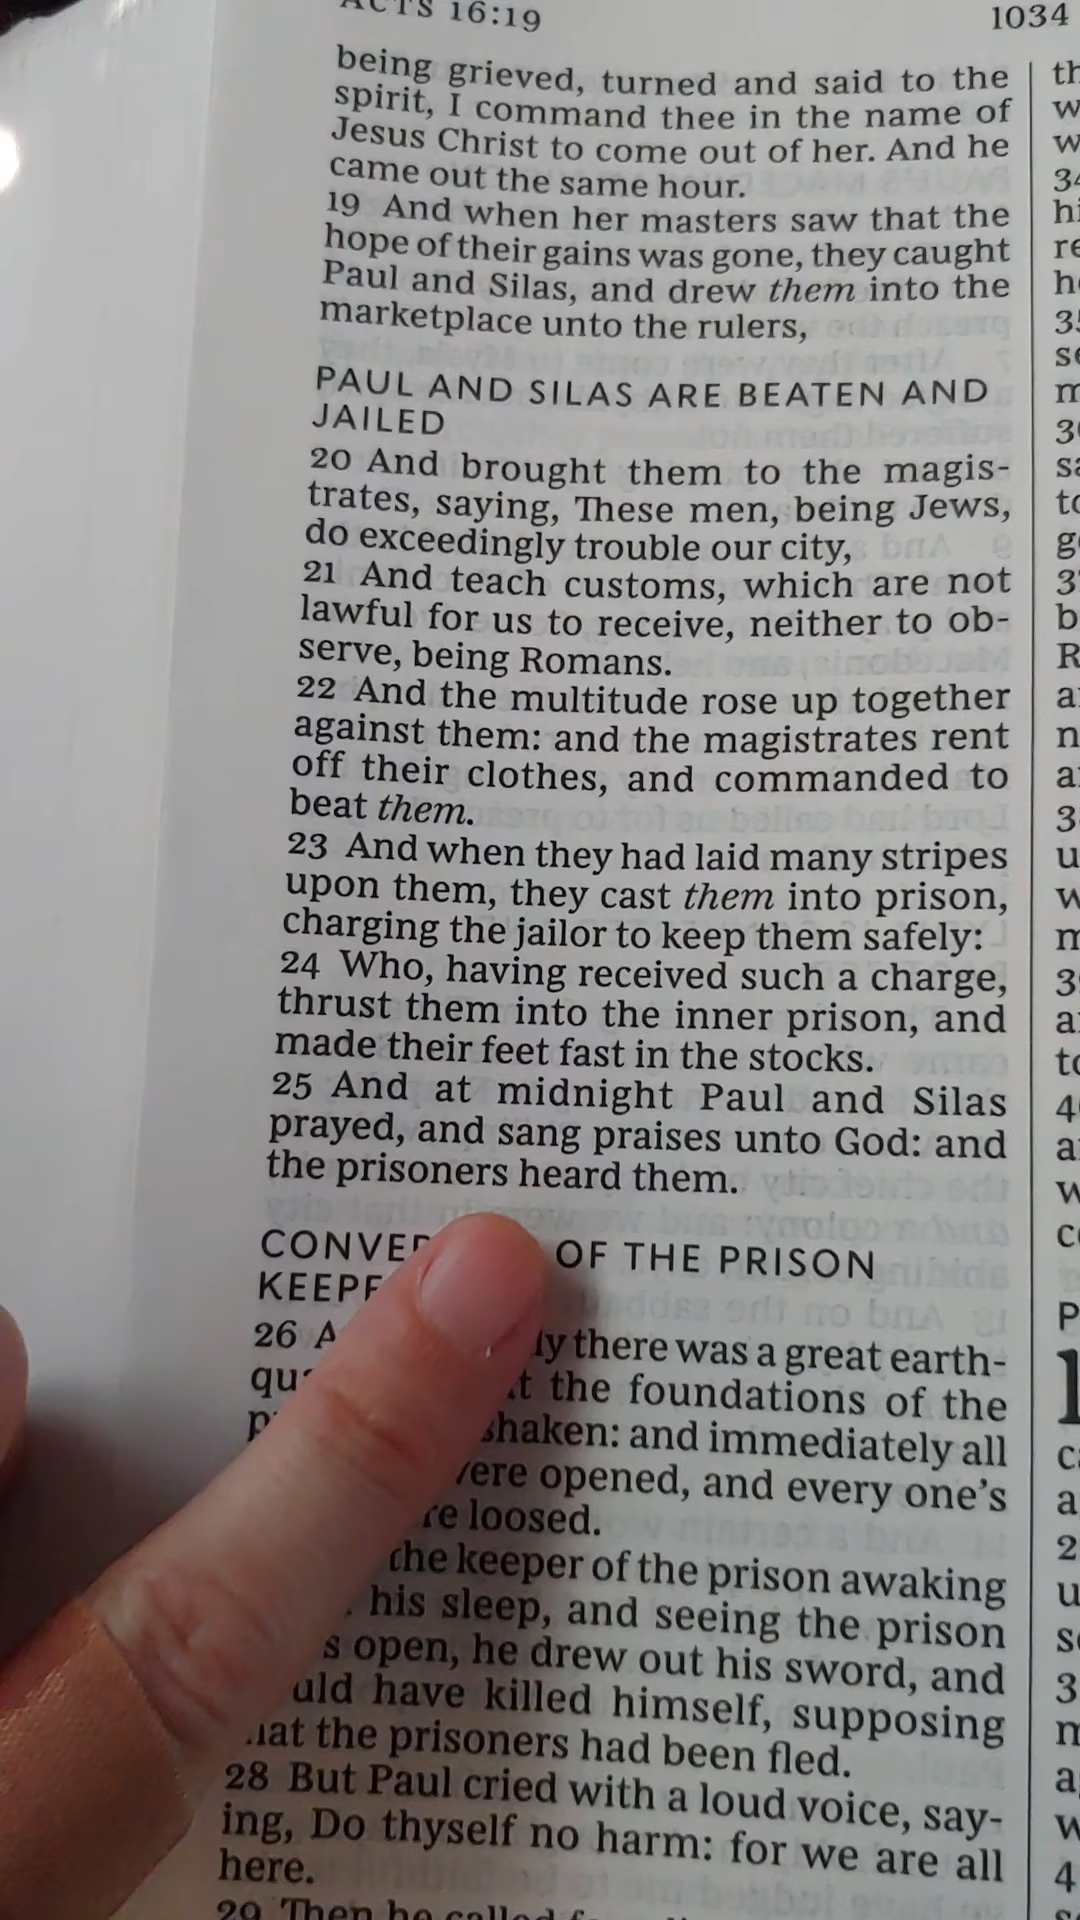 ACTS 16:19
1034
being grieved, turned and said to the
spirit, I command thee in the name of
Jesus Christ to come out of her. And he
came out the same hour.
19 And when her masters saw that the
hope of their gains was gone, they caught
Paul and Silas, and drew them into the
marketplace unto the rulers,
PAUL AND SILAS ARE BEATEN AND
JAILED
20 And brought them to the magis-
trates, saying, These men, being Jews,
do exceedingly trouble our city,
21 And teach customs, which are not
lawful for us to receive, neither to ob-
serve, being Romans.
22 And the multitude rose up together
against them: and the magistrates rent
off their clothes, and commanded to
beat them.
23 And when they had laid many stripes
upon them, they cast them into prison,
charging the jailor to keep them safely:
24 Who, having received such a charge,
thrust them into the inner prison, and
made their feet fast in the stocks.
25 And at midnight Paul and Silas
prayed, and sang praises unto God: and
the prisoners heard them.
OF THE PRISON
26 there was a great earth-
the foundations of the
shaken: and immediately all
were opened, and every one's
loosed.
the keeper of the prison awaking
his sleep, and seeing the prison
open, he drew out his sword, and
have killed himself, supposing
the prisoners had been fled.
28 But Paul cried with a loud voice, say-
ing, Do thyself no harm: for we are all
here.
29 Then he called